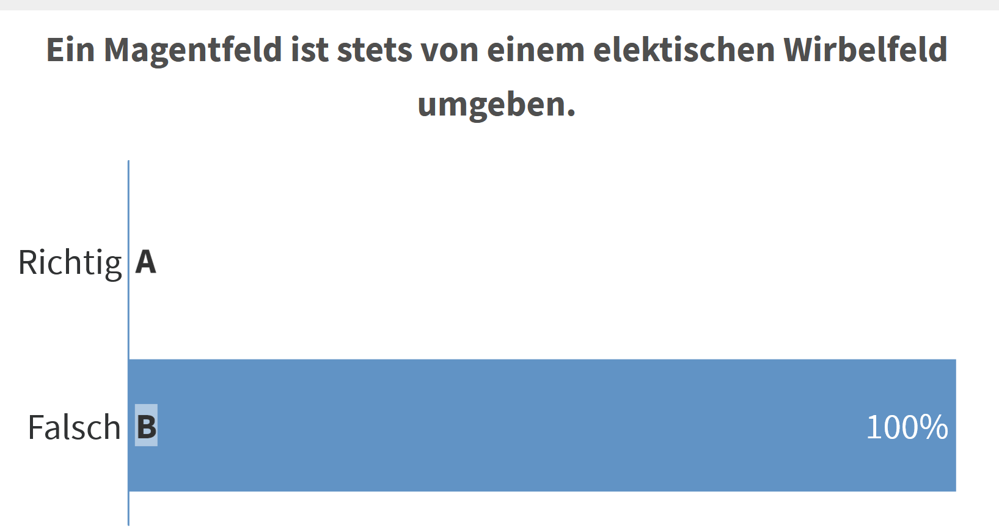 Ein Magentfeld ist stets von einem elektischen Wirbelfeld
umgeben.
Richtig A
Falsch B 100%